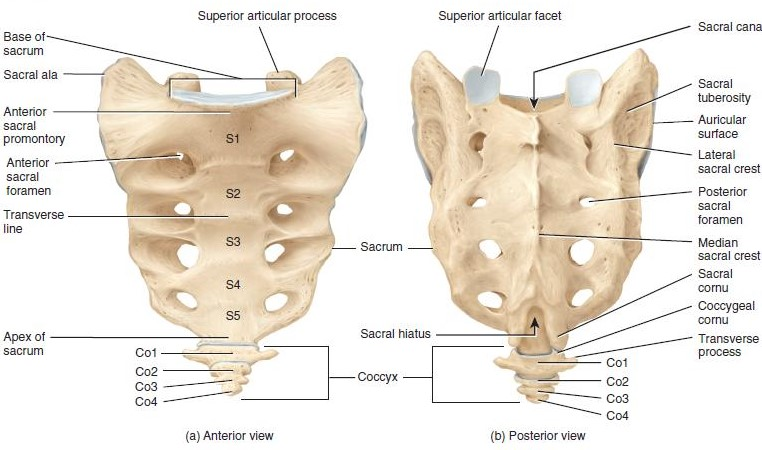 Superior articular process
Base of
sacrum
Sacral ala
Anterior
sacral
promontory
Anterior
sacral
foramen
Transverse
line
Apex of
sacrum
S1
S2
S3
S4
S5
Co1
Co2
Co3
Co4
(a) Anterior view
Sacrum
Sacral hiatus
Coccyx
Superior articular facet
Sacral cana
Sacral
tuberosity
Auricular
surface
Lateral
sacral crest
Posterior
sacral
foramen
Median
sacral crest
Sacral
cornu
Coccygeal
cornu
Transverse
process
Co1
Co2
Co3
Co4
(b) Posterior view